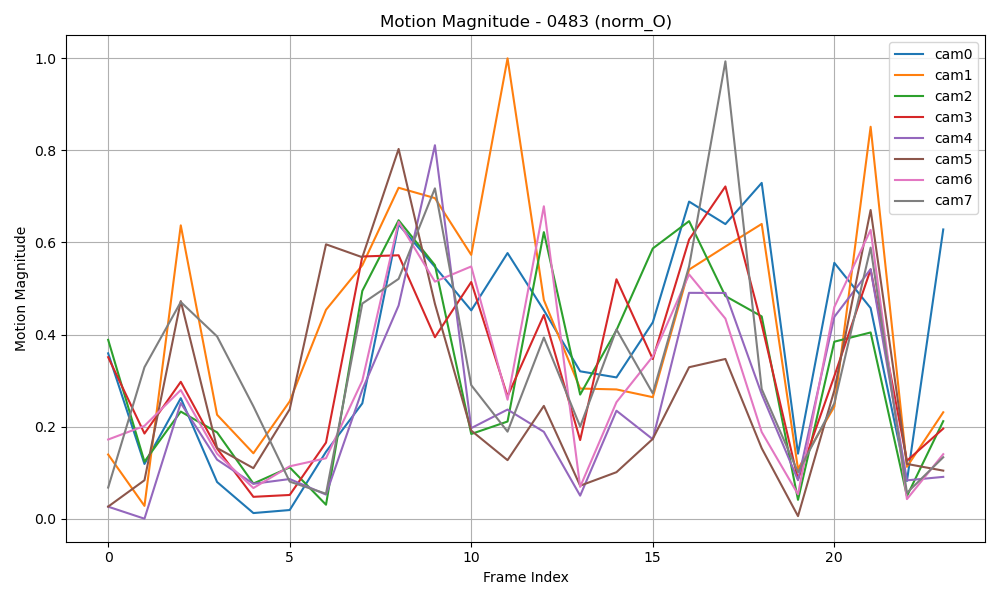 Motion Magnitude - 0483 (norm_O)
1.0
0.8
0.6
0.4
0.2
0.0
Motion Magnitude
0
5
10
15
20
Frame Index
cam0
cam1
cam2
cam3
cam4
cam5
cam6
cam7